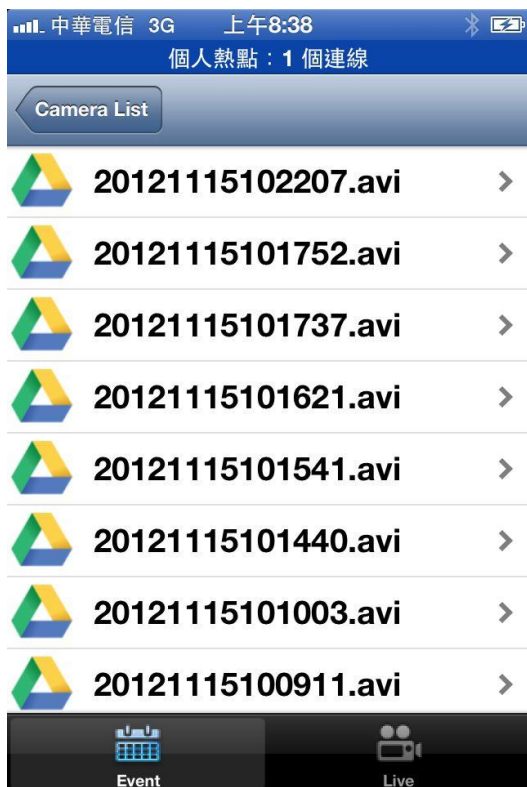 中華電信 3G 上午8:38
個人熱點：1 個連線
Camera List
20121115102207.avi
20121115101752.avi
20121115101737.avi
20121115101621.avi
20121115101541.avi
20121115101440.avi
20121115101003.avi
20121115100911.avi
Event Live